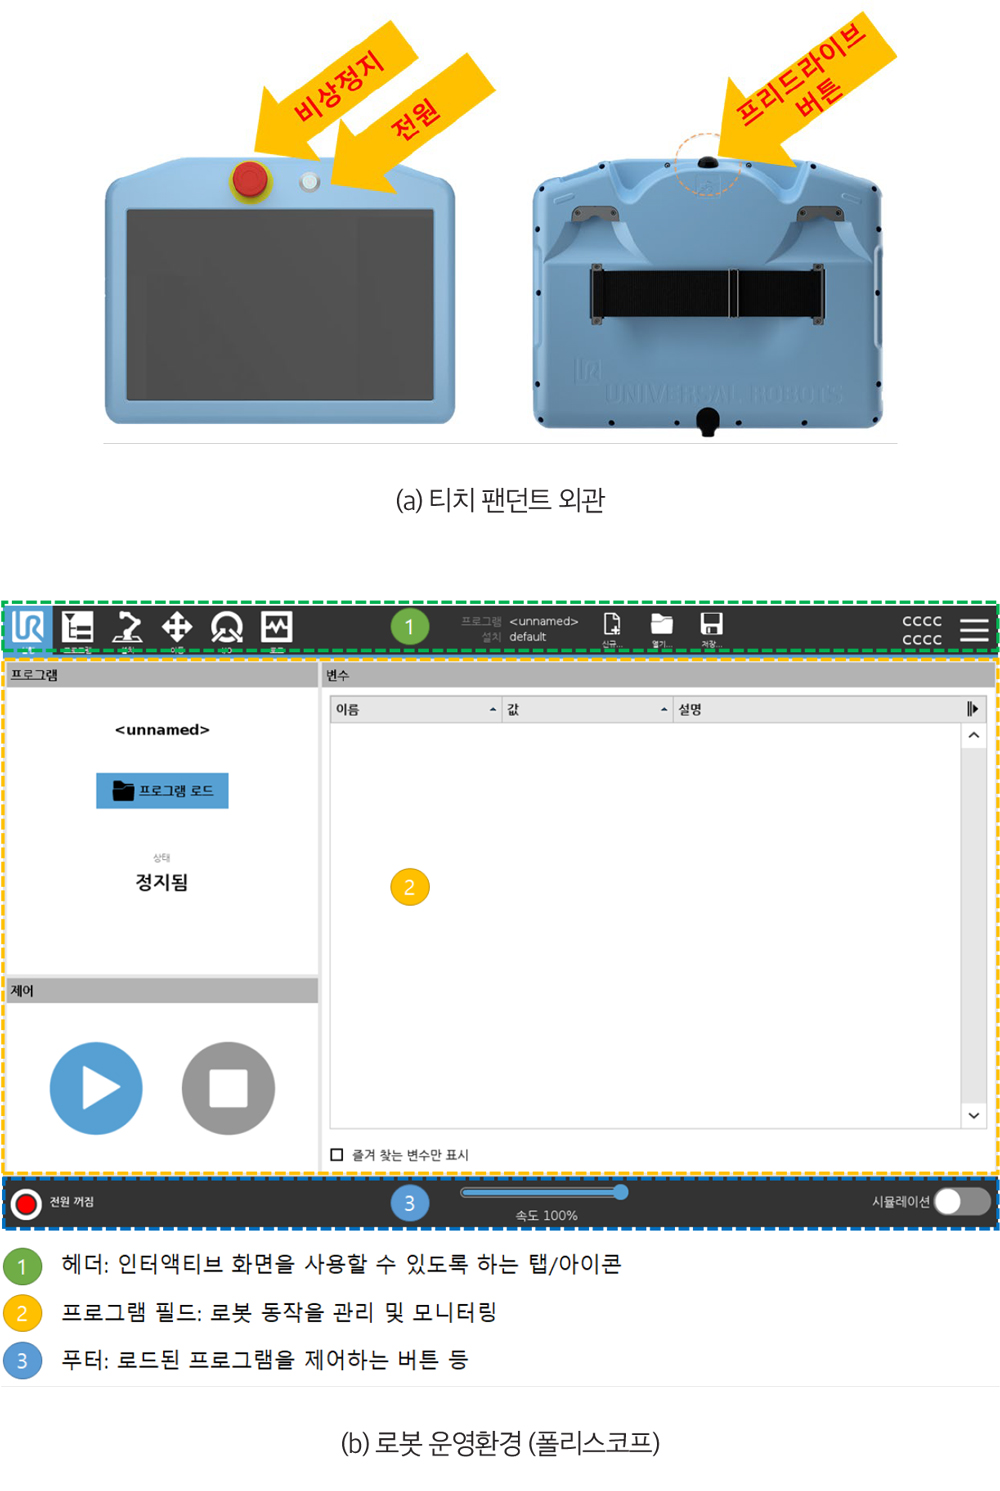 비상정지
전원
프리드라이브
버튼
UR
UNIVERSAL ROBOTS
(a) 티치 팬던트 외관
UR
프로그램
1
프로그램 <unnamed>
설치 default
신규...
열기...
저장...
CCCC
CCCC
프로그램
<unnamed>
프로그램 로드
상태
정지됨
제어
변수
이름
값
설명
2
즐겨 찾는 변수만 표시
전원 꺼짐
3
속도 100%
시뮬레이션
1 헤더: 인터액티브 화면을 사용할 수 있도록 하는 탭/아이콘
2 프로그램 필드: 로봇 동작을 관리 및 모니터링
3 푸터: 로드된 프로그램을 제어하는 버튼 등
(b) 로봇 운영환경 (폴리스코프)